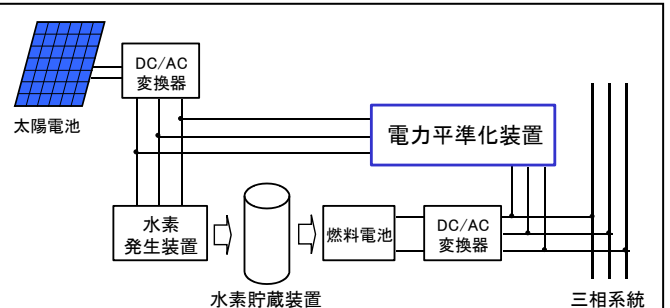 DC/AC
変換器
太陽電池
電力平準化装置
水素
発生装置
燃料電池
DC/AC
変換器
水素貯蔵装置
三相系統